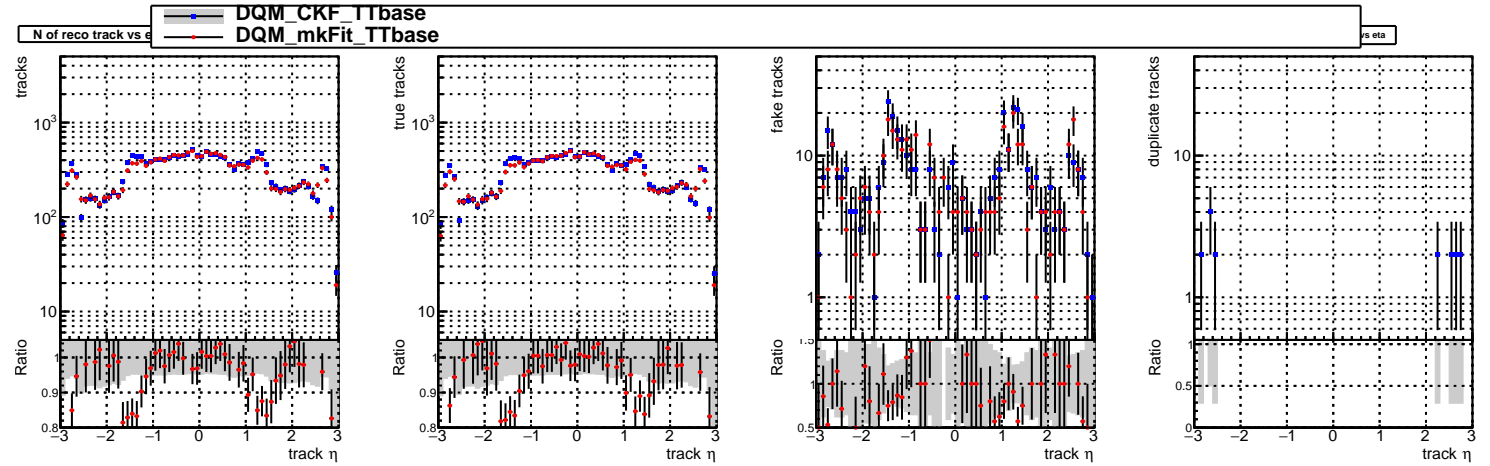 DQM_CKF_TTbase
DQM_mkFit_TTbase
N of reco track vs e
vs eta
tracks
10³
10²
10
Ratio
1
0.9
0.8
−3 −2 −1 0 1 2 3
track η
true tracks
10³
10²
10
Ratio
1
0.9
0.8
−3 −2 −1 0 1 2 3
track η
fake tracks
10
1
Ratio
1.5
1
0.5
−3 −2 −1 0 1 2 3
track η
duplicate tracks
10
1
Ratio
1
0.5
0
−3 −2 −1 0 1 2 3
track η